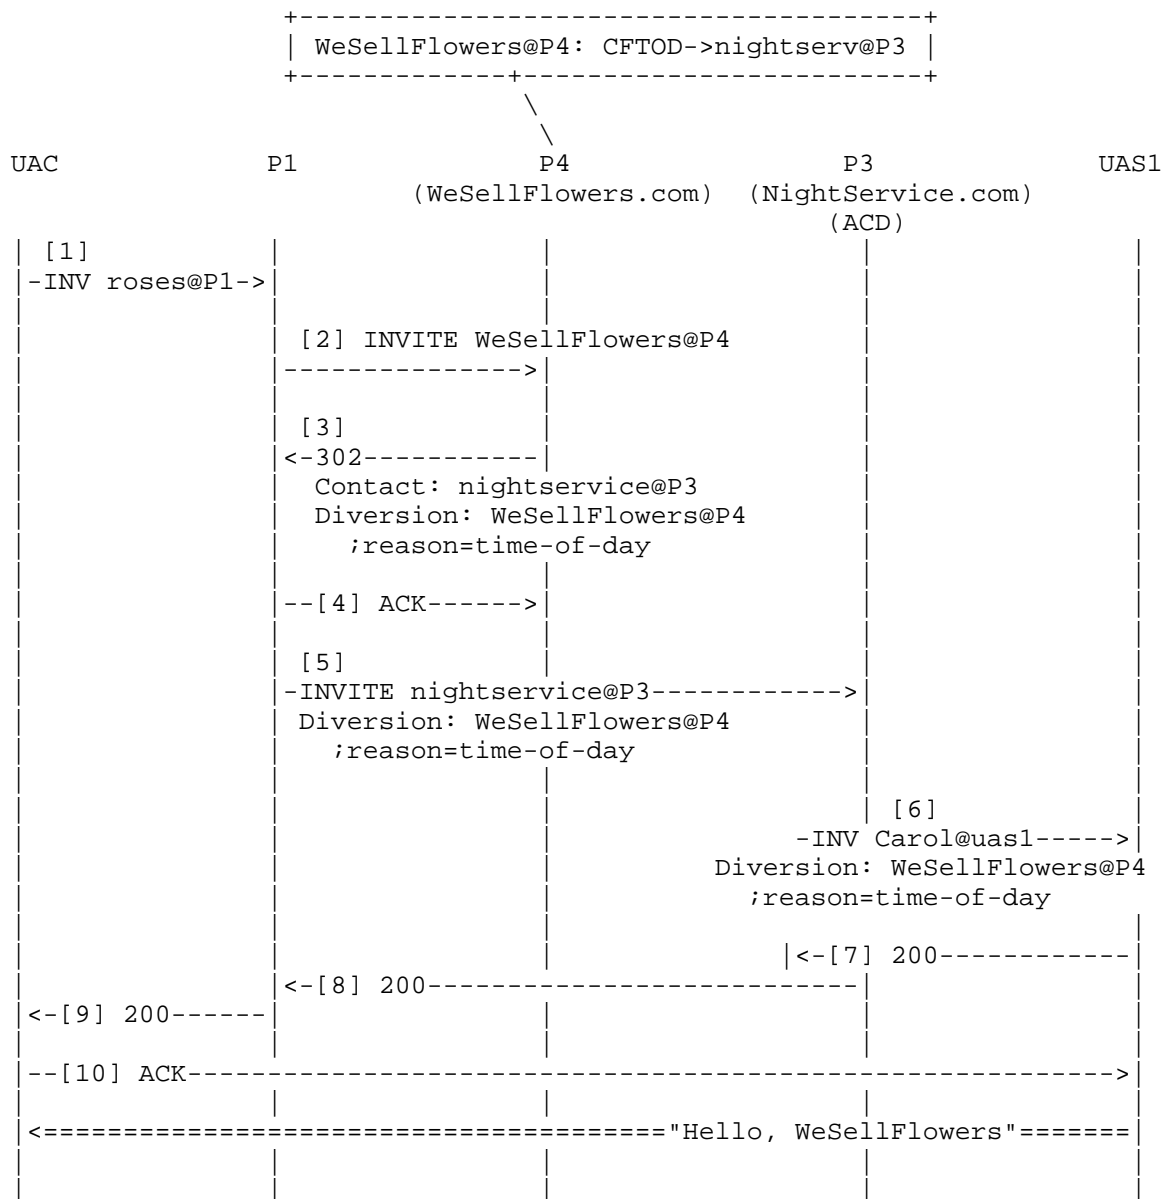 WeSellFlowers@P4: CFTOD->nightserv@P3
UAC P1 P4 P3 UAS1
(WeSellFlowers.com) (NightService.com)
(ACD)
[1]
-INV roses@P1->
[2] INVITE WeSellFlowers@P4
--------------->
[3]
<-302-----------
Contact: nightservice@P3
Diversion: WeSellFlowers@P4
;reason=time-of-day
--[4] ACK------>
[5]
-INVITE nightservice@P3------------>
Diversion: WeSellFlowers@P4
;reason=time-of-day
[6]
-INV Carol@uas1----->
Diversion: WeSellFlowers@P4
;reason=time-of-day
<-[7] 200------------
<-[8] 200---------------------------
<-[9] 200------
--[10] ACK---------------------------------------------------------->
<======================================="Hello, WeSellFlowers"=======